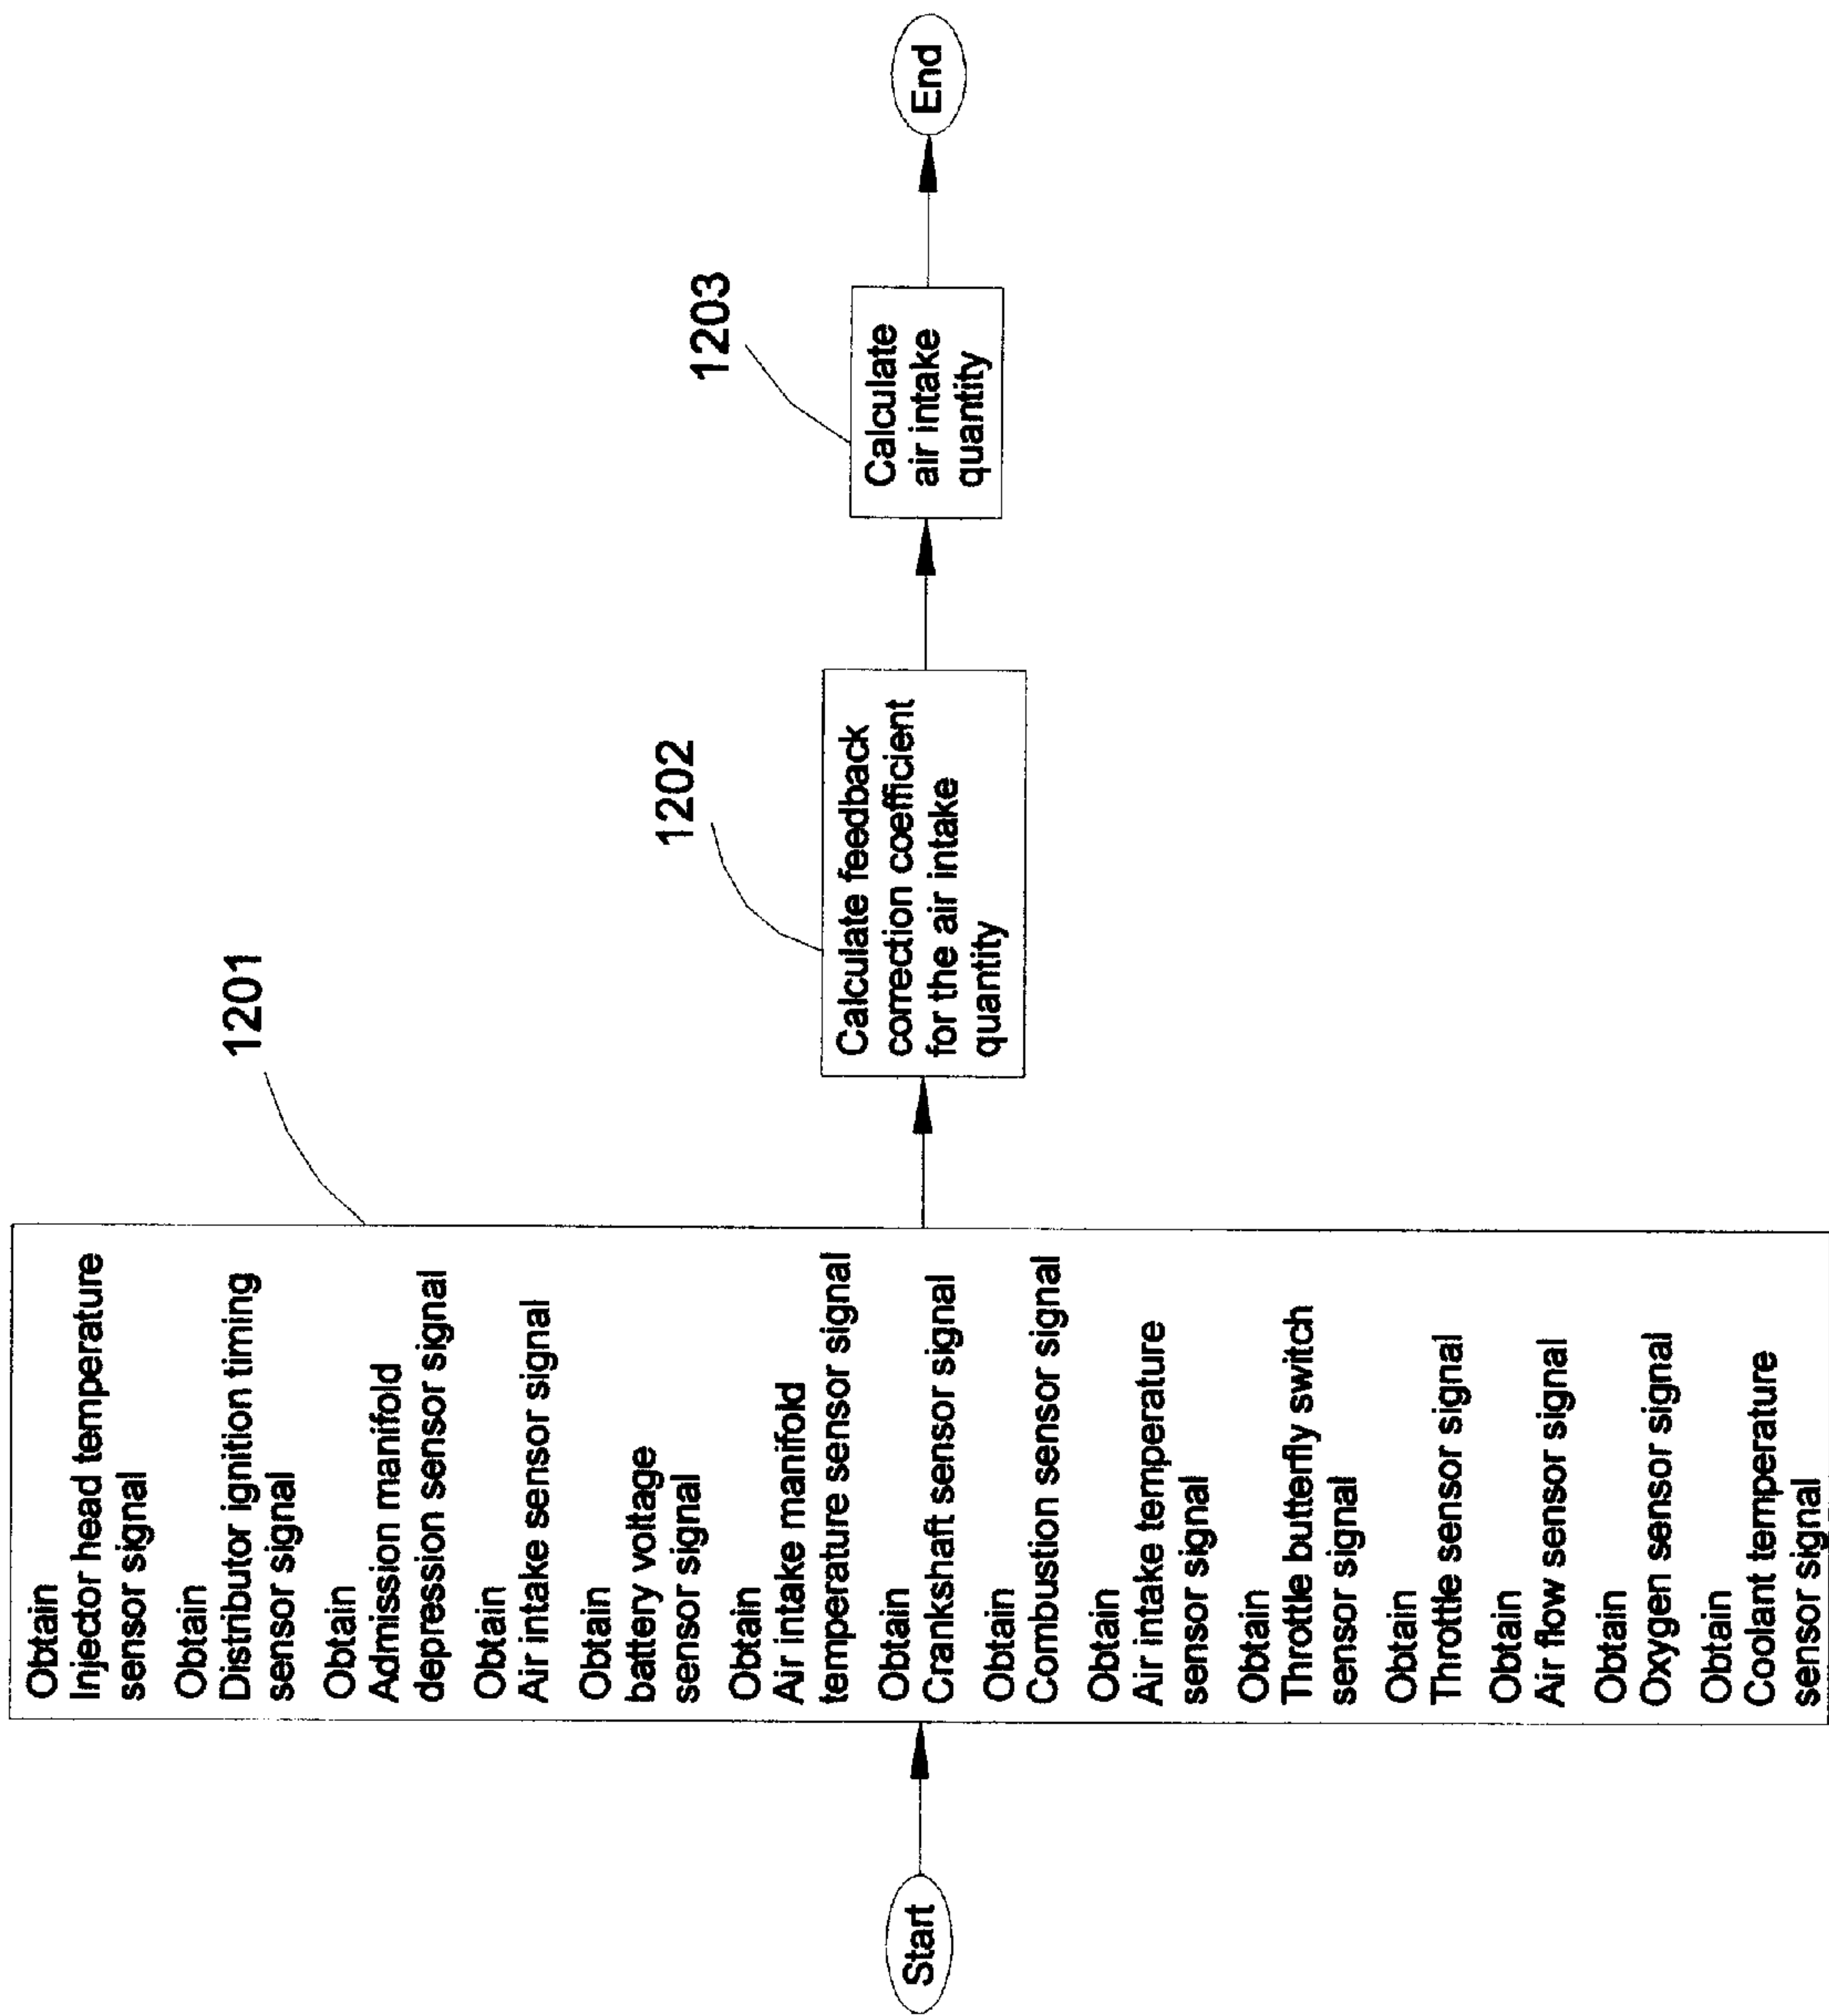 Start
1201
Obtain
Injector head temperature
sensor signal
Obtain
Distributor ignition timing
sensor signal
Obtain
Admission manifold
depression sensor signal
Obtain
Air intake sensor signal
Obtain
battery voltage
sensor signal
Obtain
Air intake manifold
temperature sensor signal
Obtain
Crankshaft sensor signal
Obtain
Combustion sensor signal
Obtain
Air intake temperature
sensor signal
Obtain
Throttle butterfly switch
sensor signal
Obtain
Throttle sensor signal
Obtain
Air flow sensor signal
Obtain
Oxygen sensor signal
Obtain
Coolant temperature
sensor signal
1202
Calculate feedback
correction coefficient
for the air intake
quantity
1203
Calculate
air intake
quantity
End